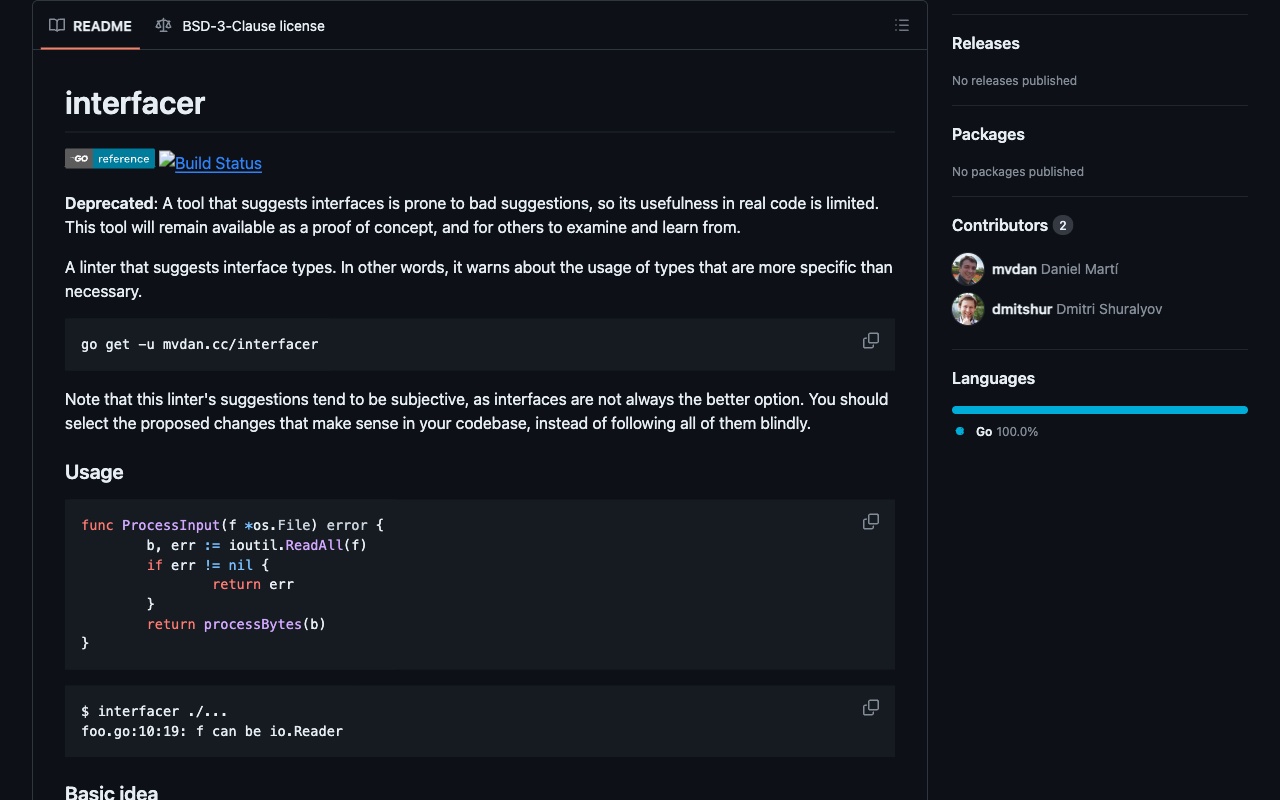 README
BSD-3-Clause license
interfacer
GO reference
Build Status
Deprecated: A tool that suggests interfaces is prone to bad suggestions, so its usefulness in real code is limited.
This tool will remain available as a proof of concept, and for others to examine and learn from.
A linter that suggests interface types. In other words, it warns about the usage of types that are more specific than
necessary.
go get -u mvdan.cc/interfacer
Note that this linter's suggestions tend to be subjective, as interfaces are not always the better option. You should
select the proposed changes that make sense in your codebase, instead of following all of them blindly.
Usage
func ProcessInput(f *os.File) error {
        b, err := ioutil.ReadAll(f)
        if err != nil {
                return err
        }
        return processBytes(b)
}
$ interfacer ./...
foo.go:10:19: f can be io.Reader
Basic idea
Releases
No releases published
Packages
No packages published
Contributors 2
mvdan Daniel Martí
dmitshur Dmitri Shuralyov
Languages
Go 100.0%